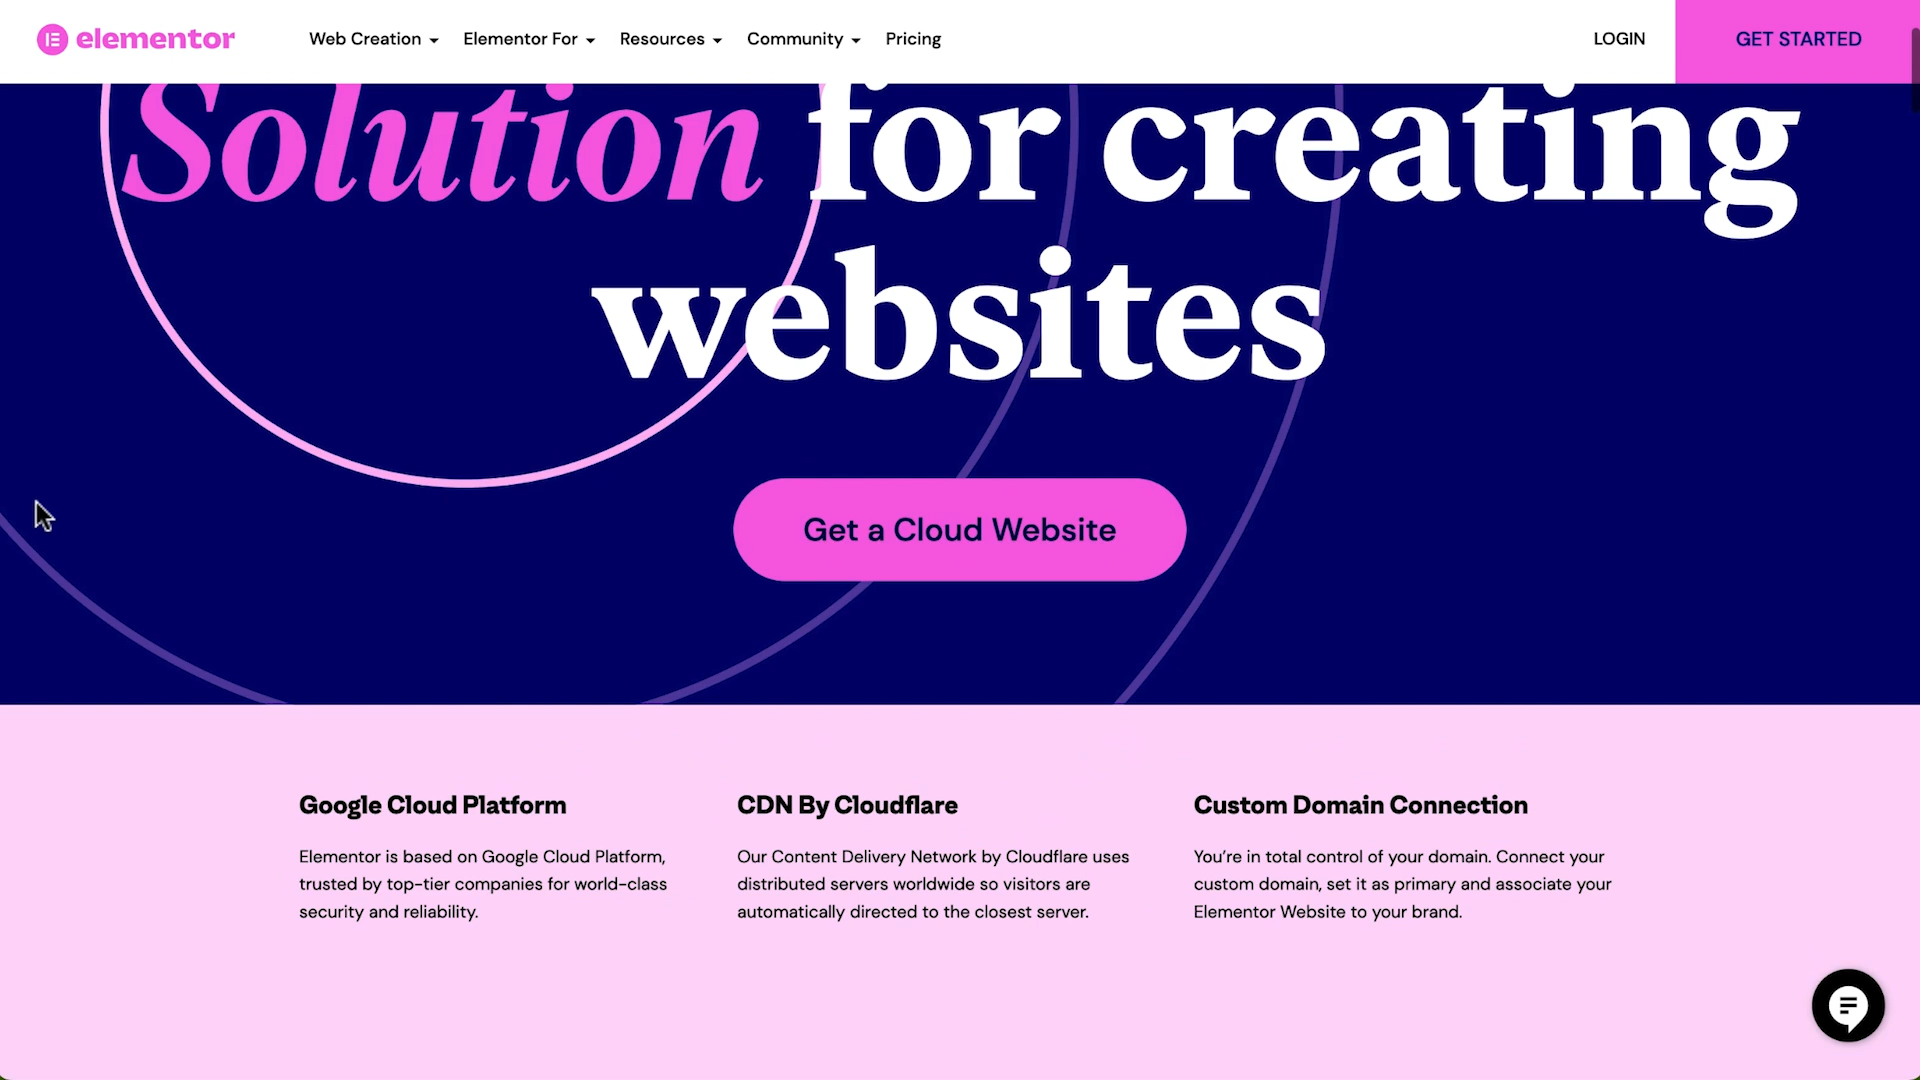 elementor
Web Creation
Elementor For
Resources
Community
Pricing
LOGIN
GET STARTED
Solution for creating
websites
Get a Cloud Website
Google Cloud Platform
Elementor is based on Google Cloud Platform,
trusted by top-tier companies for world-class
security and reliability.
CDN By Cloudflare
Our Content Delivery Network by Cloudflare uses
distributed servers worldwide so visitors are
automatically directed to the closest server.
Custom Domain Connection
You’re in total control of your domain. Connect your
custom domain, set it as primary and associate your
Elementor Website to your brand.